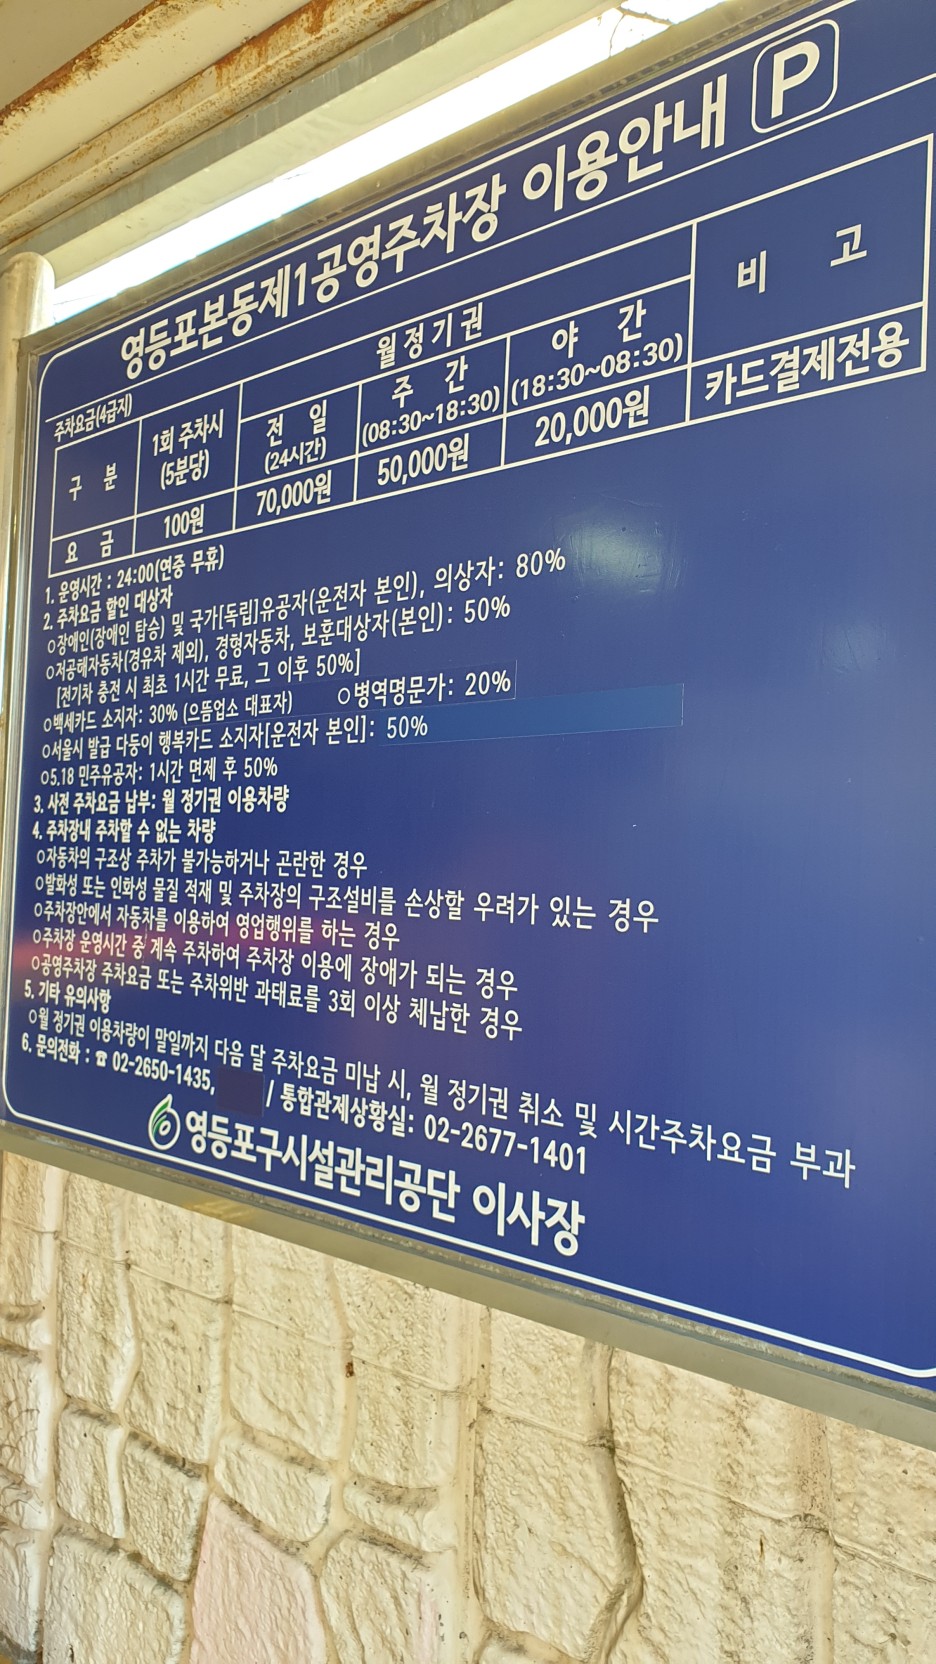 영등포본동제1공영주차장 이용안내 P
주차요금(4급지)
구 분
1회 주차시
(5분당)
월 정 기 권
전 일
(24시간)
주 간
(08:30~18:30)
야 간
(18:30~08:30)
비 고
요 금
100원
70,000원
50,000원
20,000원
카드결제전용
1. 운영시간 : 24:00(연중 무휴)
2. 주차요금 할인 대상자
○장애인(장애인 탑승) 및 국가[독립]유공자(운전자 본인), 의상자: 80%
○저공해자동차(경유차 제외), 경형자동차, 보훈대상자(본인): 50%
[전기차 충전 시 최초 1시간 무료, 그 이후 50%]
○백세카드 소지자: 30% (으뜸업소 대표자) ○병역명문가: 20%
○서울시 발급 다둥이 행복카드 소지자[운전자 본인]: 50%
○5.18 민주유공자: 1시간 면제 후 50%
3. 사전 주차요금 납부: 월 정기권 이용차량
4. 주차장내 주차할 수 없는 차량
○자동차의 구조상 주차가 불가능하거나 곤란한 경우
○발화성 또는 인화성 물질 적재 및 주차장의 구조설비를 손상할 우려가 있는 경우
○주차장안에서 자동차를 이용하여 영업행위를 하는 경우
○주차장 운영시간 중 계속 주차하여 주차장 이용에 장애가 되는 경우
○공영주차장 주차요금 또는 주차위반 과태료를 3회 이상 체납한 경우
5. 기타 유의사항
○월 정기권 이용차량이 말일까지 다음 달 주차요금 미납 시, 월 정기권 취소 및 시간주차요금 부과
6. 문의전화 : ☎ 02-2650-1435, / 통합관제상황실: 02-2677-1401
영등포구시설관리공단 이사장